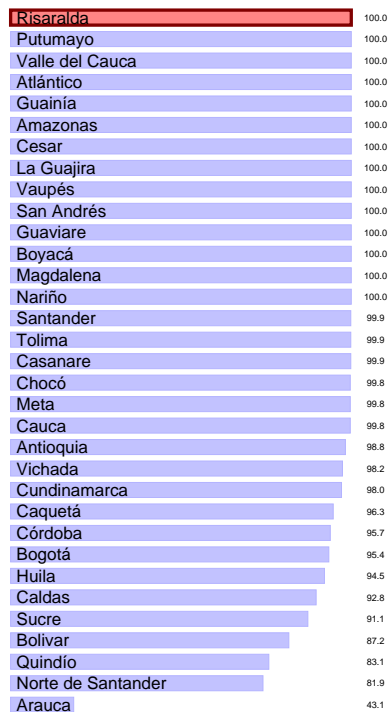 Risaralda 100.0
Putumayo 100.0
Valle del Cauca 100.0
Atlántico 100.0
Guainía 100.0
Amazonas 100.0
Cesar 100.0
La Guajira 100.0
Vaupés 100.0
San Andrés 100.0
Guaviare 100.0
Boyacá 100.0
Magdalena 100.0
Nariño 100.0
Santander 99.9
Tolima 99.9
Casanare 99.9
Chocó 99.8
Meta 99.8
Cauca 99.8
Antioquia 98.8
Vichada 98.2
Cundinamarca 98.0
Caquetá 96.3
Córdoba 95.7
Bogotá 95.4
Huila 94.5
Caldas 92.8
Sucre 91.1
Bolivar 87.2
Quindío 83.1
Norte de Santander 81.9
Arauca 43.1